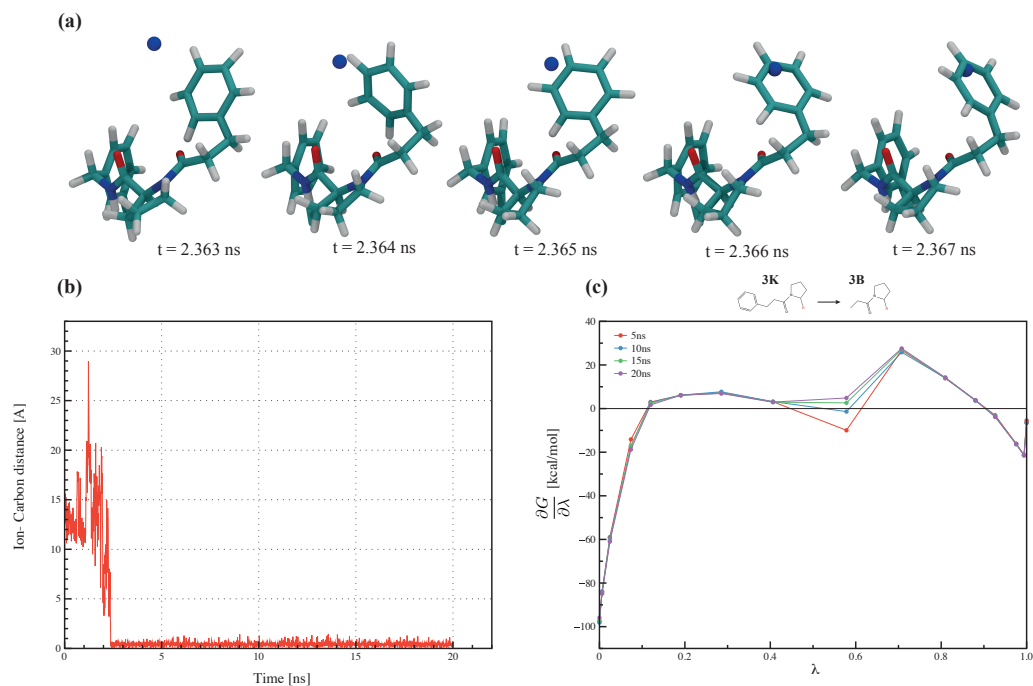 (a)
t = 2.363 ns
t = 2.364 ns
t = 2.365 ns
t = 2.366 ns
t = 2.367 ns
(b)
Ion- Carbon distance [A]
30
25
20
15
10
5
0
0 5 10 15 20
Time [ns]
(c)
3K 3B
5ns
10ns
15ns
20ns
∂G/∂λ [kcal/mol]
40
20
0
−20
−40
−60
−80
−100
0 0.2 0.4 0.6 0.8 1.0
λ